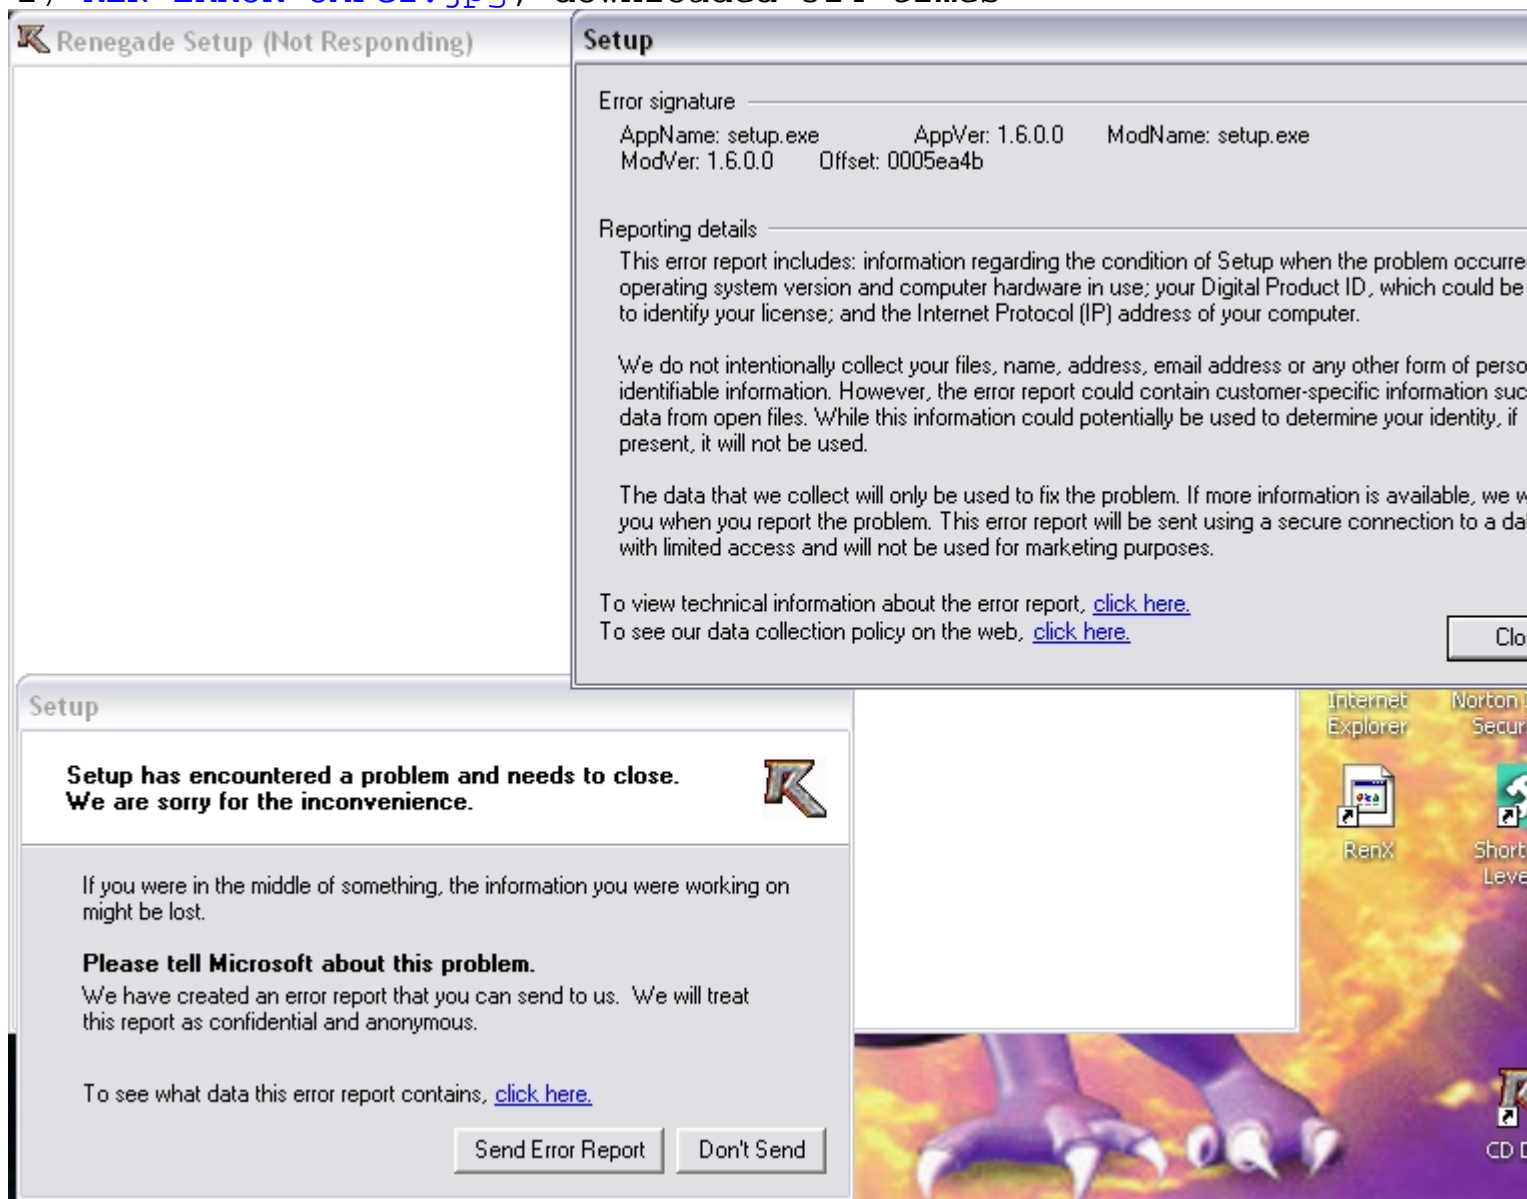 downloaded
Renegade Setup (Not Responding)
Setup
Error signature
AppName: setup.exe AppVer: 1.6.0.0 ModName: setup.exe
ModVer: 1.6.0.0 Offset: 0005ea4b
Reporting details
This error report includes: information regarding the condition of Setup when the problem occurre
operating system version and computer hardware in use; your Digital Product ID, which could be
to identify your license; and the Internet Protocol (IP) address of your computer.
We do not intentionally collect your files, name, address, email address or any other form of perso
identifiable information. However, the error report could contain customer-specific information suc
data from open files. While this information could potentially be used to determine your identity, if
present, it will not be used.
The data that we collect will only be used to fix the problem. If more information is available, we w
you when you report the problem. This error report will be sent using a secure connection to a da
with limited access and will not be used for marketing purposes.
To view technical information about the error report, click here.
To see our data collection policy on the web, click here.
Clo
Setup
Setup has encountered a problem and needs to close.
We are sorry for the inconvenience.
If you were in the middle of something, the information you were working on
might be lost.
Please tell Microsoft about this problem.
We have created an error report that you can send to us. We will treat
this report as confidential and anonymous.
To see what data this error report contains, click here.
Send Error Report Don't Send
Internet
Explorer
Norton
Secur
RenX
Short
Leve
CD D